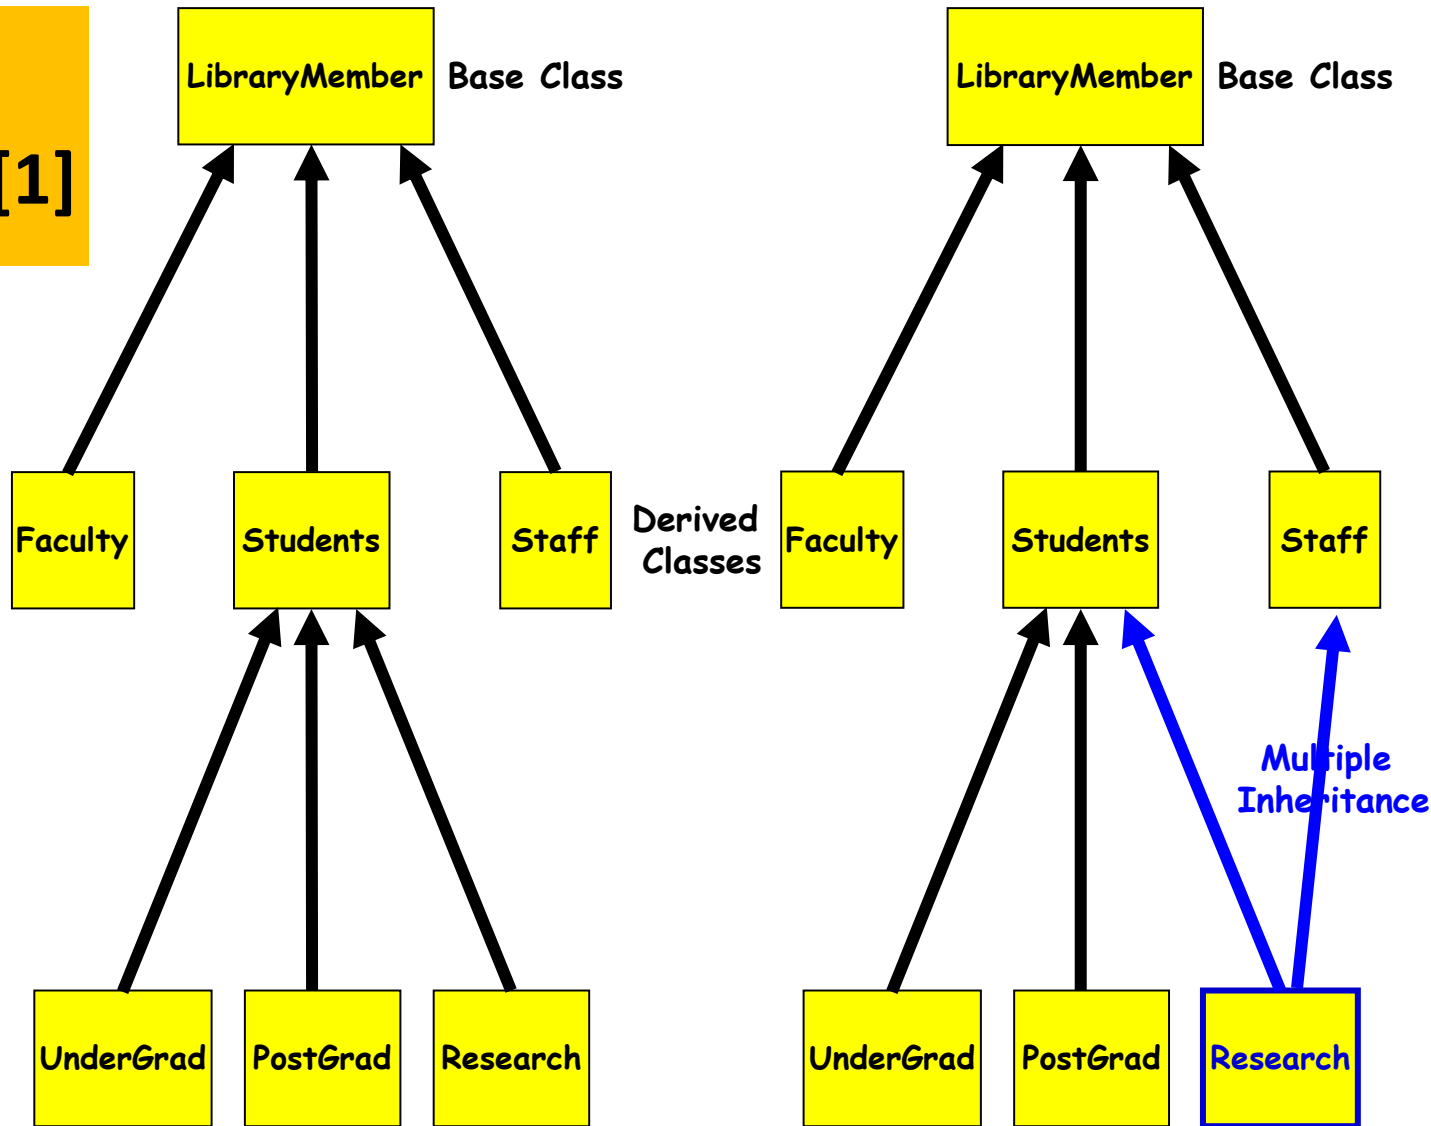 [1]
LibraryMember
Base Class
Faculty
Students
Staff
Derived
Classes
UnderGrad
PostGrad
Research
LibraryMember
Base Class
Faculty
Students
Staff
Multiple
Inheritance
UnderGrad
PostGrad
Research